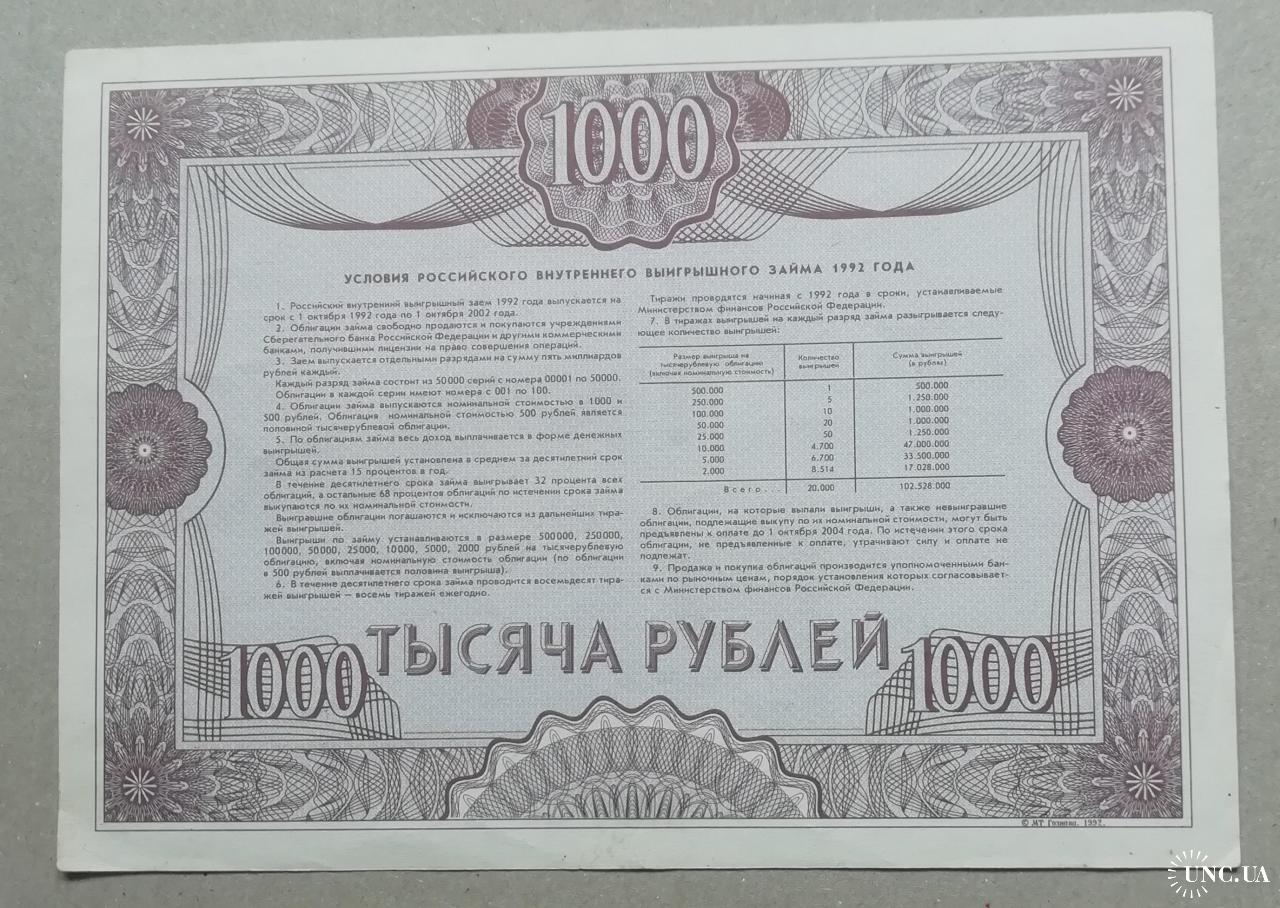 1000
УСЛОВИЯ РОССИЙСКОГО ВНУТРЕННЕГО ВЫИГРЫШНОГО ЗАЙМА 1992 ГОДА
1. Российский внутренний выигрышный заем 1992 года выпускается на
срок с 1 октября 1992 года по 1 октября 2002 года.
2. Облигации займа свободно продаются и покупаются учреждениями
Сберегательного банка Российской Федерации и другими коммерческими
банками, получившими лицензии на право совершения операций.
3. Заем выпускается отдельными разрядами на сумму пять миллиардов
рублей каждый.
Каждый разряд займа состоит из 50000 серий с номера 00001 по 50000.
Облигации в каждой серии имеют номера с 001 по 100.
4. Облигации займа выпускаются номинальной стоимостью в 1000 и
500 рублей. Облигация номинальной стоимостью 500 рублей является
половиной тысячерублевой облигации.
5. По облигациям займа весь доход выплачивается в форме денежных
выигрышей.
Общая сумма выигрышей установлена в среднем за десятилетний срок
займа из расчета 15 процентов в год.
В течение десятилетнего срока займа выигрывает 32 процента всех
облигаций, а остальные 68 процентов облигаций по истечении срока займа
выкупаются по их номинальной стоимости.
Выигравшие облигации погашаются и исключаются из дальнейших тира-
жей выигрышей.
Выигрыши по займу устанавливаются в размере 500000, 250000,
100000, 50000, 25000, 10000, 5000, 2000 рублей на тысячерублевую
облигацию, включая номинальную стоимость облигации (по облигации
в 500 рублей выплачивается половина выигрыша).
6. В течение десятилетнего срока займа проводится восемьдесят тира-
жей выигрышей — восемь тиражей ежегодно.
Тиражи проводятся начиная с 1992 года в сроки, устанавливаемые
Министерством финансов Российской Федерации.
7. В тиражах выигрышей на каждый разряд займа разыгрывается следу-
ющее количество выигрышей:
Размер выигрыша на тысячерублевую облигацию (включая номинальную стоимость) Количество выигрышей Сумма выигрышей (в рублях)
500.000 1 500.000
250.000 5 1.250.000
100.000 10 1.000.000
50.000 20 1.000.000
25.000 50 1.250.000
10.000 4.700 47.000.000
5.000 6.700 33.500.000
2.000 8.514 17.028.000
Всего... 20.000 102.528.000
8. Облигации, на которые выпали выигрыши, а также невыигравшие
облигации, подлежащие выкупу по их номинальной стоимости, могут быть
предъявлены к оплате до 1 октября 2004 года. По истечении этого срока
облигации, не предъявленные к оплате, утрачивают силу и оплате не
подлежат.
9. Продажа и покупка облигаций производится уполномоченными бан-
ками по рыночным ценам, порядок установления которых согласовывает-
ся с Министерством финансов Российской Федерации.
ТЫСЯЧА РУБЛЕЙ
1000 1000
© МТ Гознака. 1992.
UNC.UA